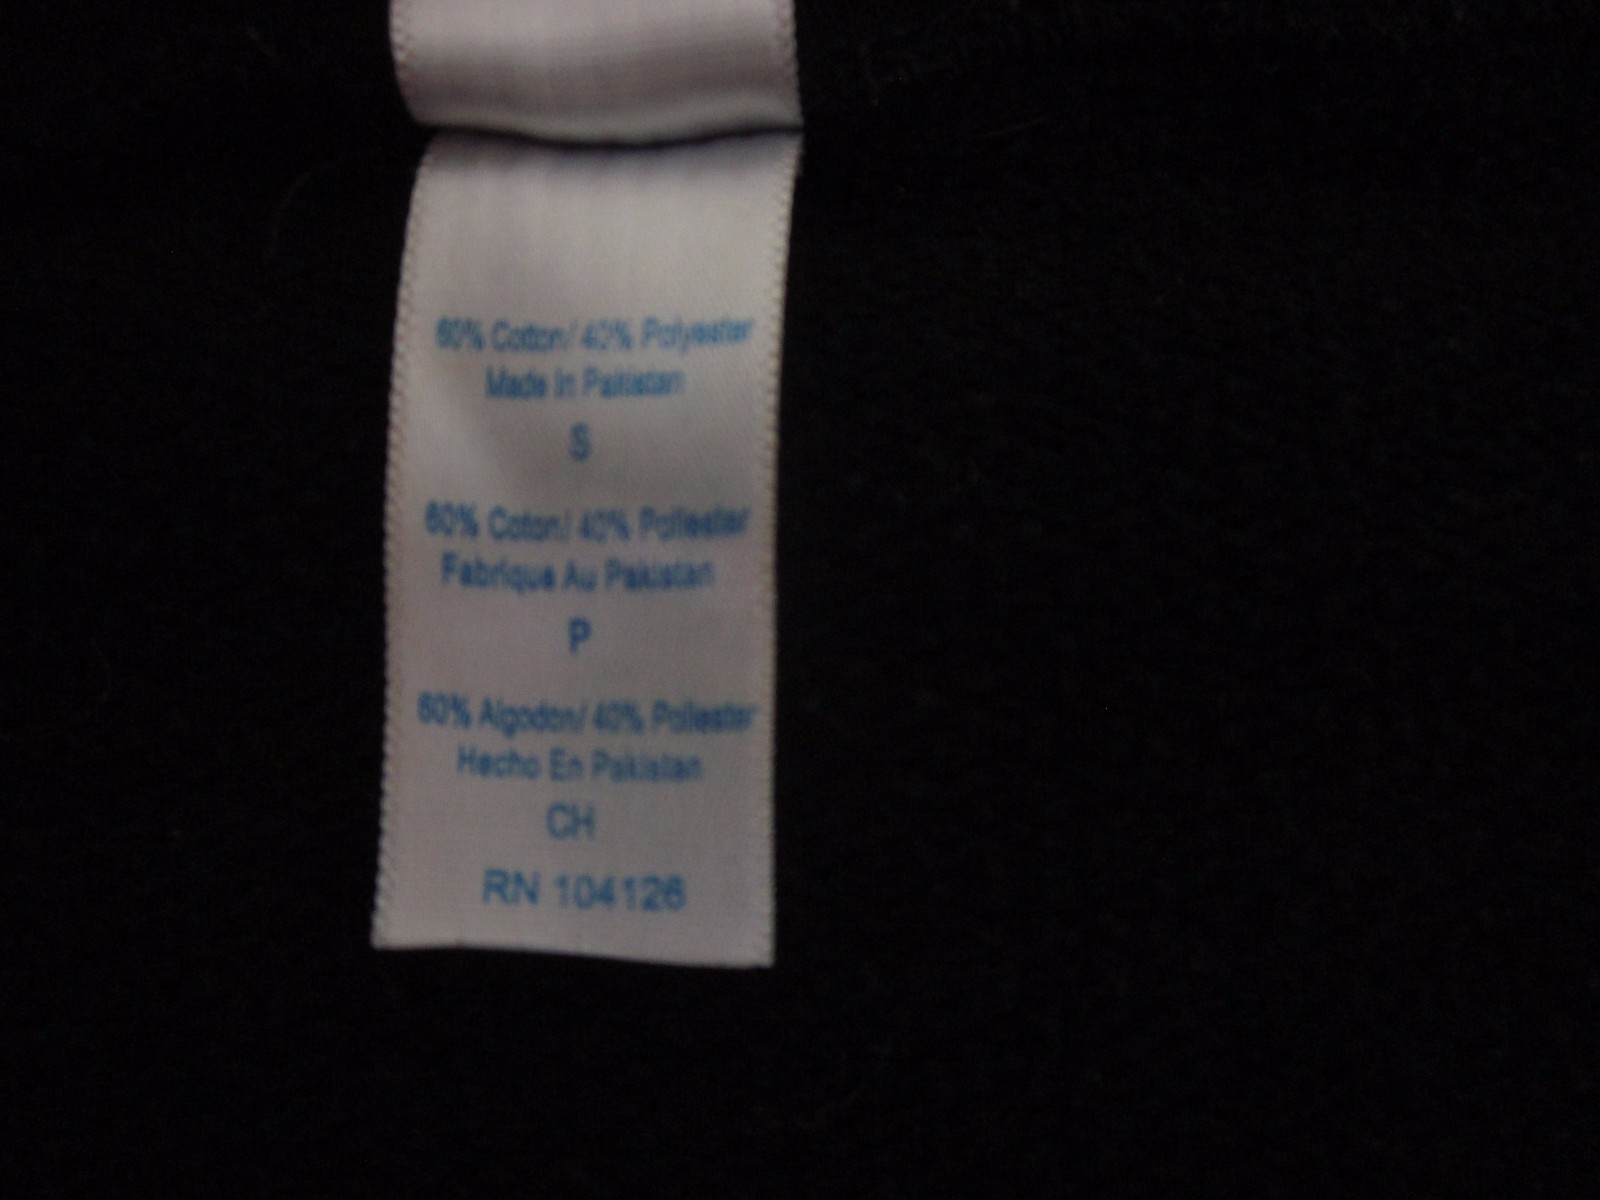 60% Cotton/ 40% Polyester
Made In Pakistan
S
60% Coton/ 40% Poliester
Fabrique Au Pakistan
P
60% Algodon/ 40% Poliester
Hecho En Pakistan
CH
RN 104126